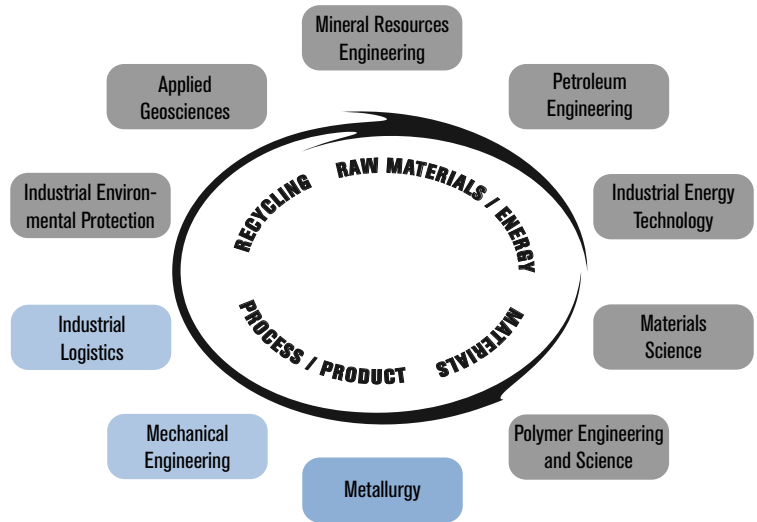 Mineral Resources
Engineering
Applied
Geosciences
Petroleum
Engineering
RECYCLING
RAW MATERIALS / ENERGY
Industrial Environ-
mental Protection
Industrial Energy
Technology
Industrial
Logistics
PROCESS / PRODUCT
MATERIALS
Materials
Science
Mechanical
Engineering
Polymer Engineering
and Science
Metallurgy